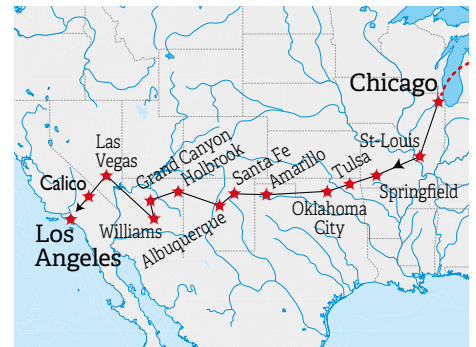 Chicago
St-Louis
Springfield
Tulsa
Oklahoma
City
Amarillo
Santa Fe
Albuquerque
Holbrook
Grand Canyon
Williams
Las
Vegas
Calico
Los
Angeles